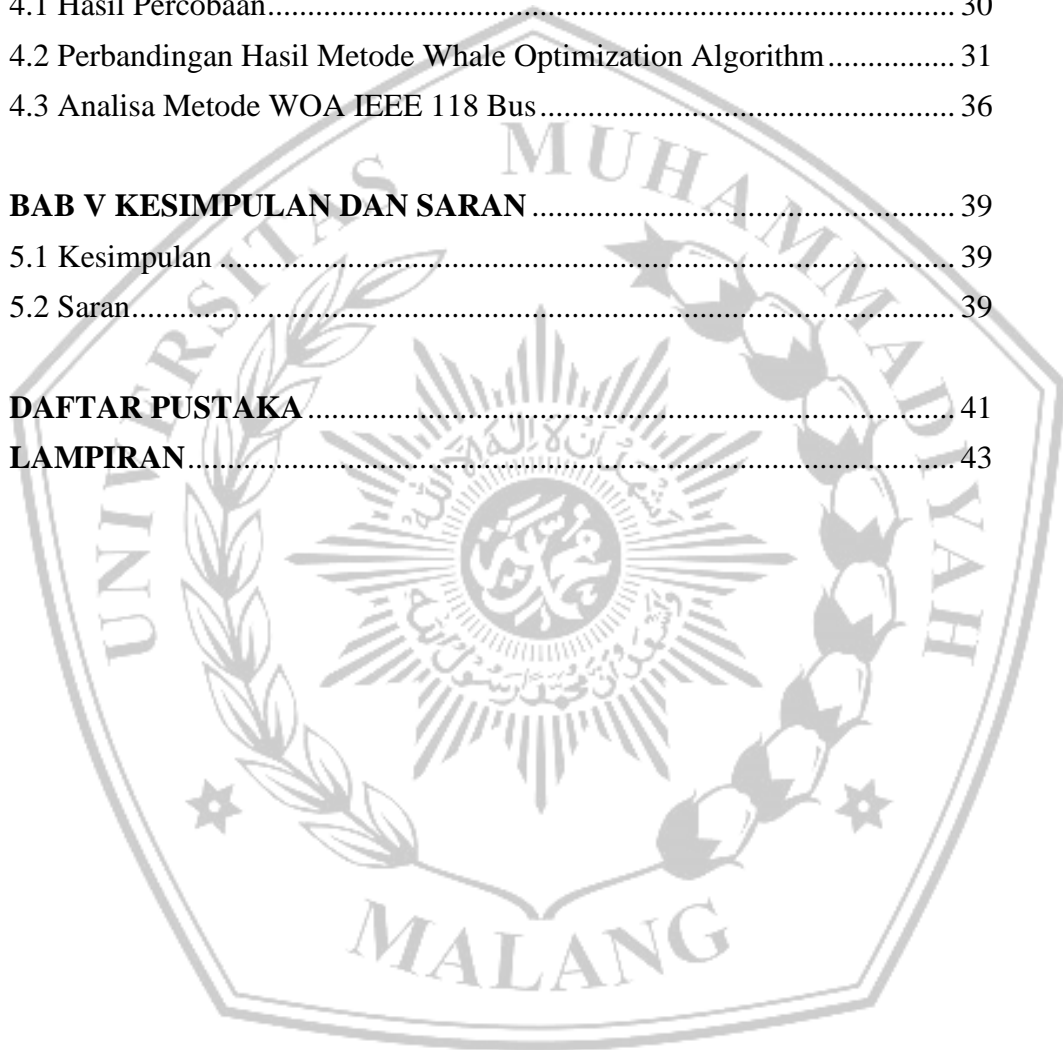 4.1 Hasil Percobaan........................................................................................ 30
4.2 Perbandingan Hasil Metode Whale Optimization Algorithm................ 31
4.3 Analisa Metode WOA IEEE 118 Bus..................................................... 36
BAB V KESIMPULAN DAN SARAN..................................................... 39
5.1 Kesimpulan ............................................................................................. 39
5.2 Saran........................................................................................................ 39
DAFTAR PUSTAKA................................................................................. 41
LAMPIRAN................................................................................................ 43
UNIVERSITAS MUHAMMADIYAH
MALANG